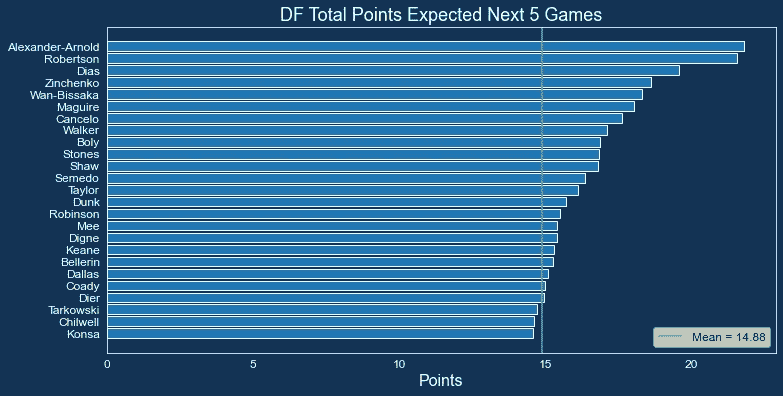 DF Total Points Expected Next 5 Games
Alexander-Arnold
Robertson
Dias
Zinchenko
Wan-Bissaka
Maguire
Cancelo
Walker
Boly
Stones
Shaw
Semedo
Taylor
Dunk
Robinson
Mee
Digne
Keane
Bellerin
Dallas
Coady
Dier
Tarkowski
Chilwell
Konsa
Mean = 14.88
0 5 10 15 20
Points